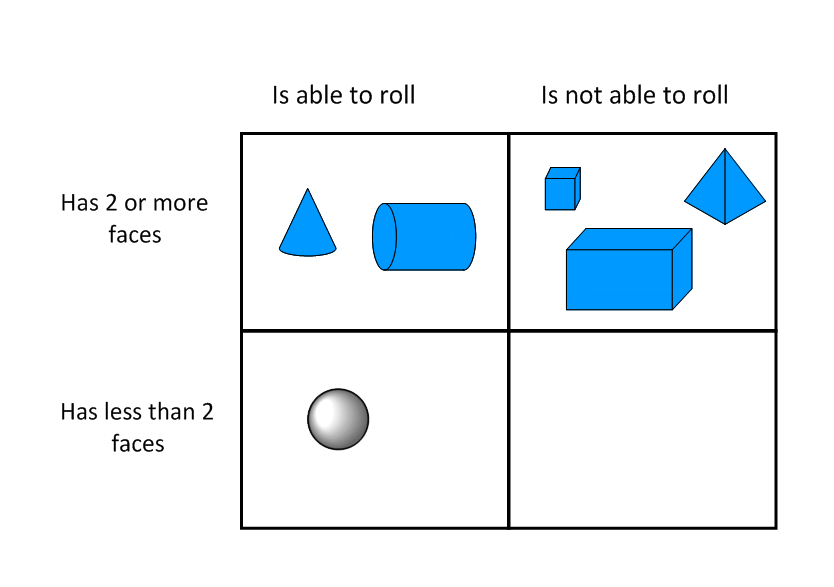 Is able to roll
Is not able to roll
Has 2 or more
faces
Has less than 2
faces